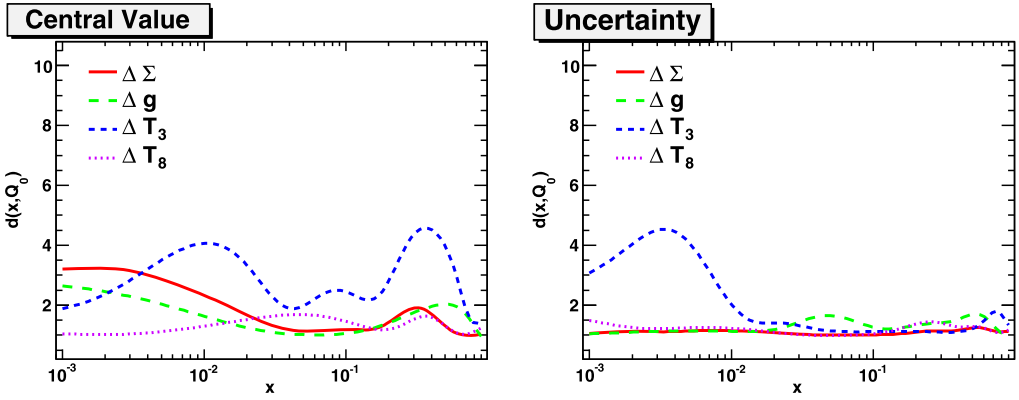 Central Value
d(x,Q₀)
10
8
6
4
2
Δ Σ
Δ g
Δ T₃
Δ T₈
10⁻³
10⁻²
10⁻¹
x
Uncertainty
d(x,Q₀)
10
8
6
4
2
Δ Σ
Δ g
Δ T₃
Δ T₈
10⁻³
10⁻²
10⁻¹
x